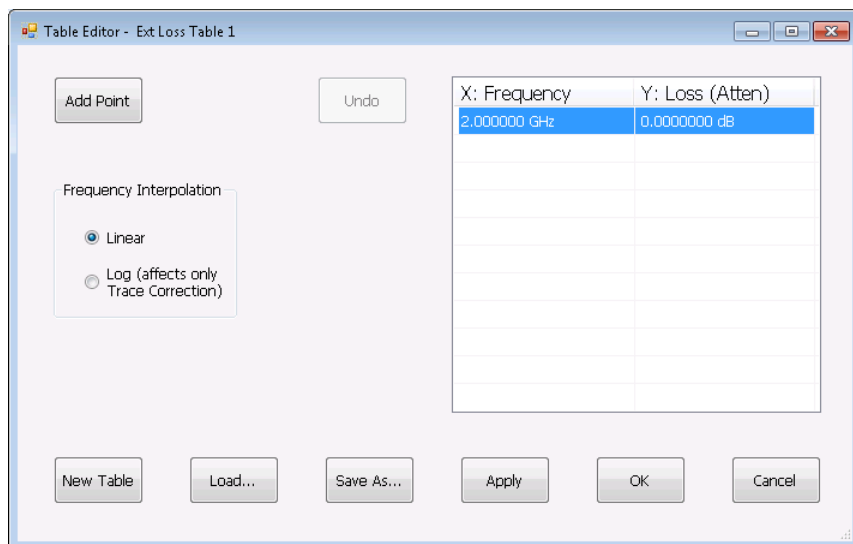 Table Editor - Ext Loss Table 1
Add Point
Undo
X: Frequency Y: Loss (Atten)
2.000000 GHz 0.0000000 dB
Frequency Interpolation
Linear
Log (affects only
Trace Correction)
New Table Load... Save As... Apply OK Cancel